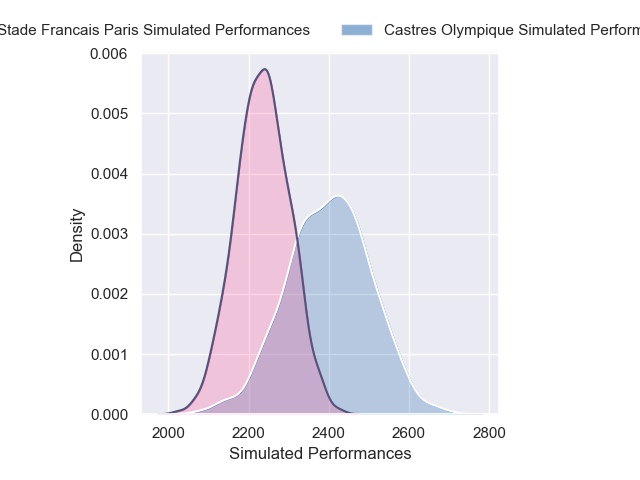 Stade Francais Paris Simulated Performances Castres Olympique Simulated
0.006
0.005
0.004
0.003
0.002
0.001
0.000
Density
2000 2200 2400 2600 2800
Simulated Performances